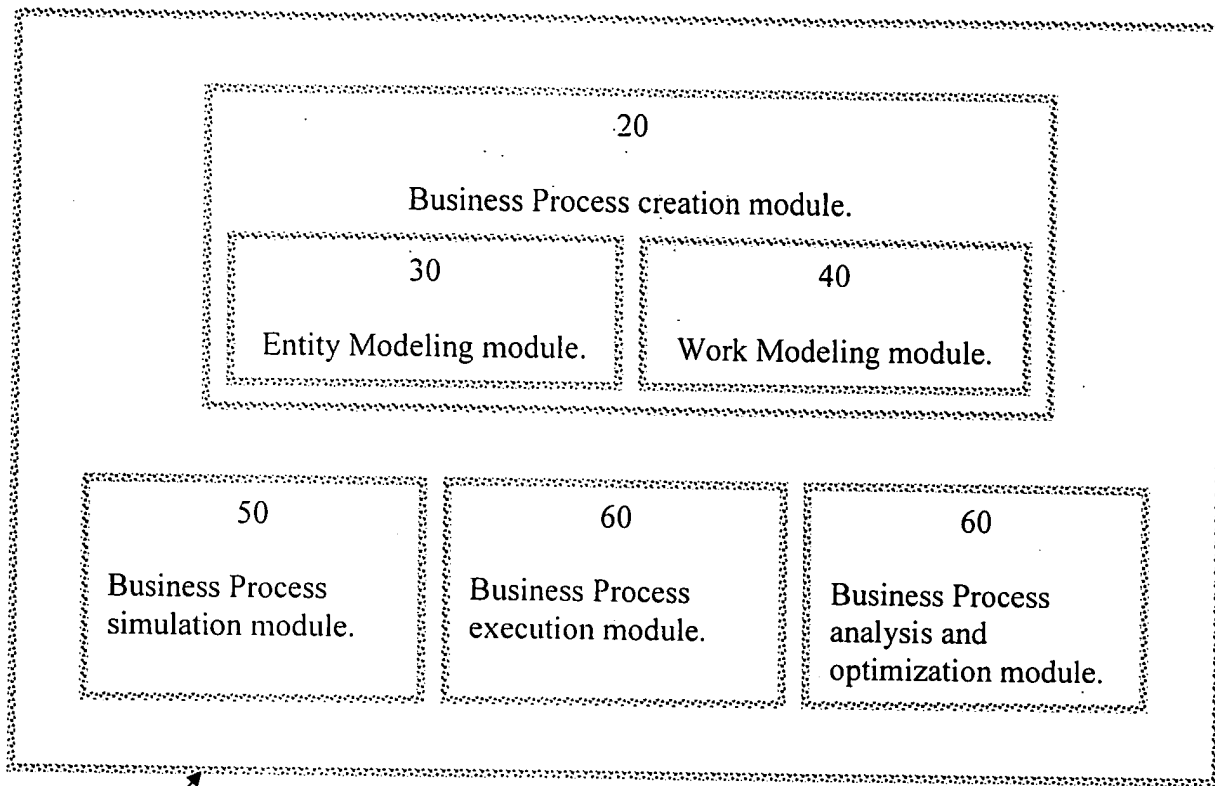 20
Business Process creation module.
30
Entity Modeling module.
40
Work Modeling module.
50
Business Process
simulation module.
60
Business Process
execution module.
60
Business Process
analysis and
optimization module.